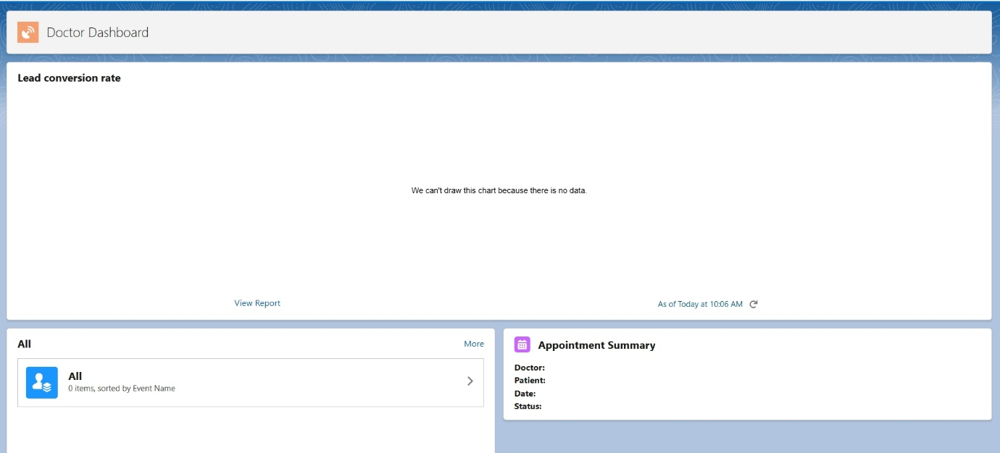 Doctor Dashboard
Lead conversion rate
We can't draw this chart because there is no data.
View Report
As of Today at 10:06 AM
All
More
All
0 items, sorted by Event Name
Appointment Summary
Doctor:
Patient:
Date:
Status: